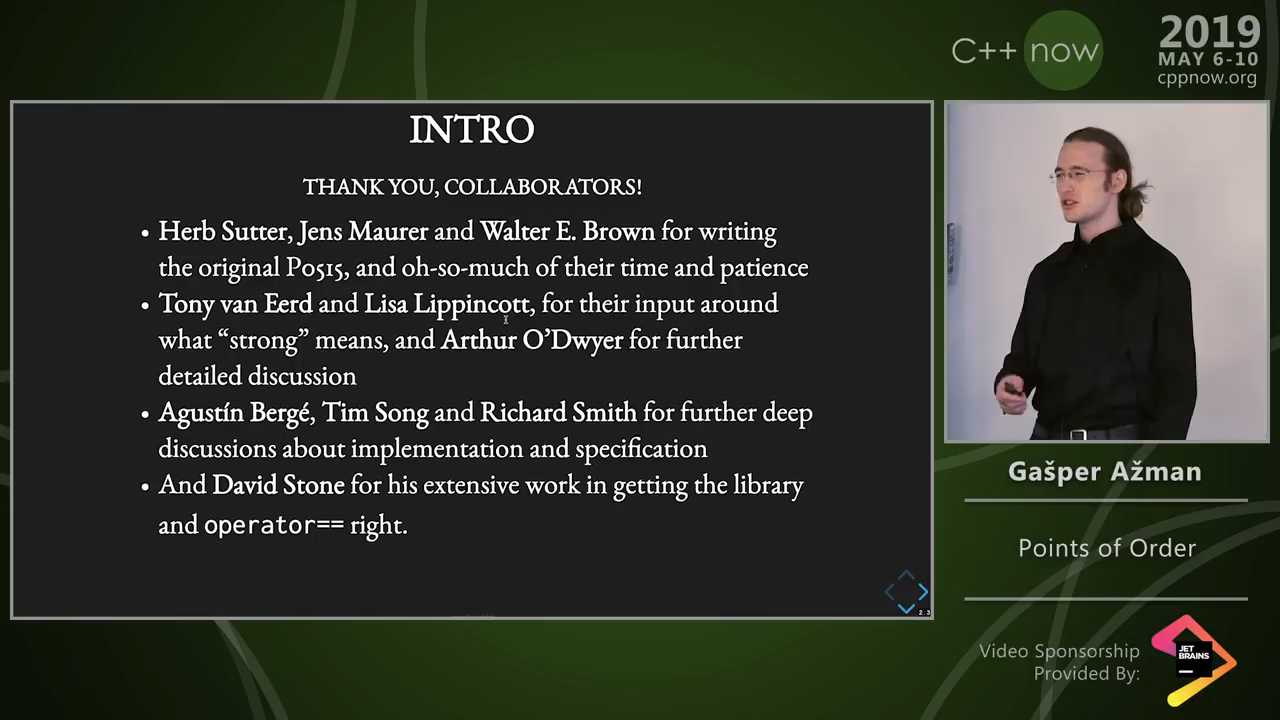 C++ now
2019
MAY 6-10
cppnow.org
INTRO
THANK YOU, COLLABORATORS!
• Herb Sutter, Jens Maurer and Walter E. Brown for writing
the original P0515, and oh-so-much of their time and patience
• Tony van Eerd and Lisa Lippincott, for their input around
what “strong” means, and Arthur O’Dwyer for further
detailed discussion
• Agustín Bergé, Tim Song and Richard Smith for further deep
discussions about implementation and specification
• And David Stone for his extensive work in getting the library
and operator== right.
2.3
Gašper Ažman
Points of Order
Video Sponsorship
Provided By:
JET
BRAINS